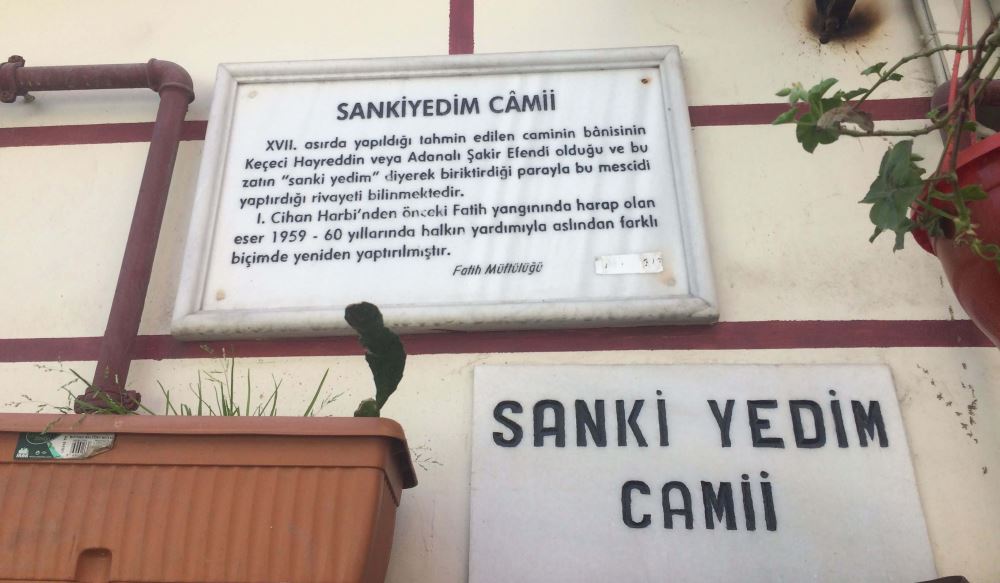 SANKİYEDİM CÂMİİ
XVII. asırda yapıldığı tahmin edilen caminin bânisinin
Keçeci Hayreddin veya Adanalı Şakir Efendi olduğu ve bu
zatın “sanki yedim” diyerek biriktirdiği parayla bu mescidi
yaptırdığı rivayeti bilinmektedir.
I. Cihan Harbi'nden önceki Fatih yangınında harap olan
eser 1959 - 60 yıllarında halkın yardımıyla aslından farklı
biçimde yeniden yaptırılmıştır.
Fatih Müftülüğü
SANKİ YEDİM
CAMİİ